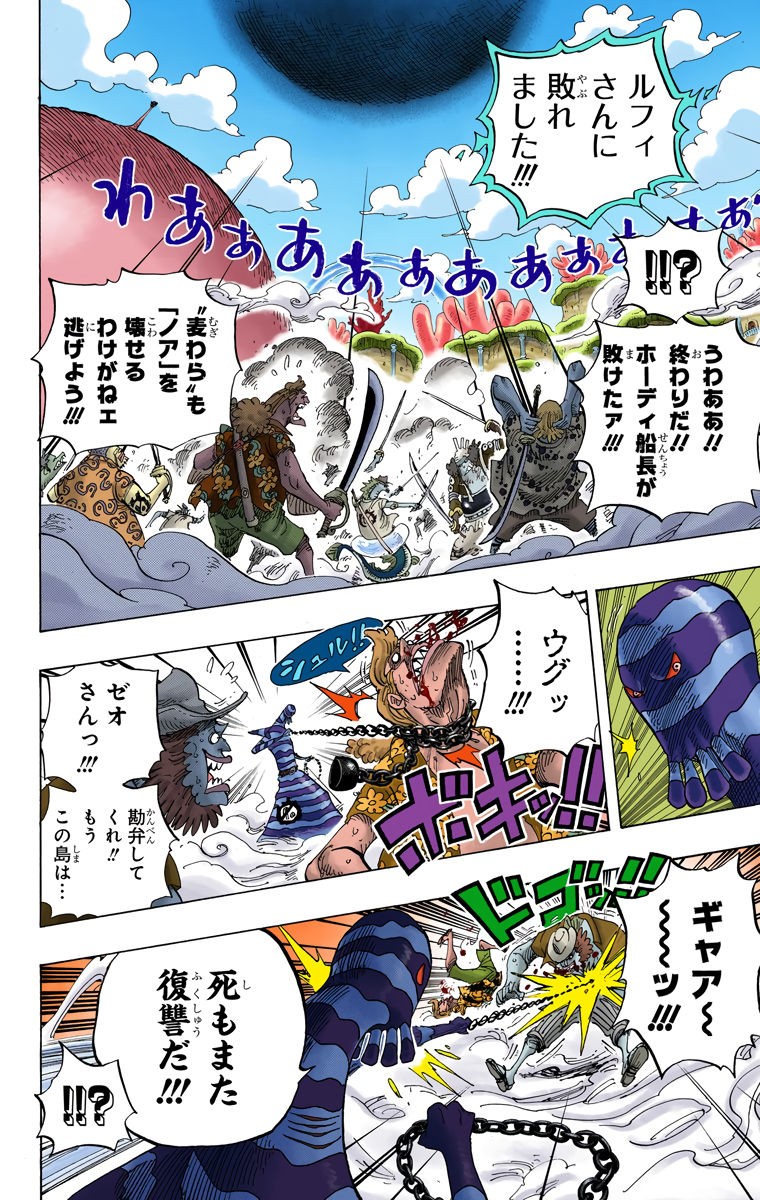 ルフィ
さんに
敗れ
ました!!!
わあぁぁあぁあぁぁあぁあぁあぁ
!!?
うわああ!!
終わりだ!!
ホーディ船長が
敗けたァ!!!
“麦わら”も
「ノア」を
壊せる
わけがねェ
逃げよう!!!
ウグッ
……!!!
シュル!!
ボキッ!!
ゼオ
さんっ!!!
勘弁して
くれ!!
もう
この島は…
ギャア～
～～ッ!!!
ドゴッ!!
死もまた
復讐だ!!!
!!?